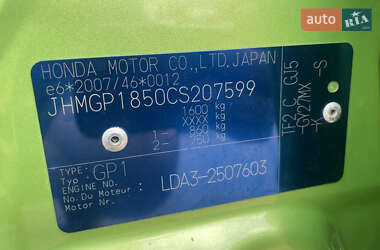 auto RIA
HONDA MOTOR CO.,LTD,JAPAN
e6*2007/46*0012
JHMGP1850CS207599
1600 kg
XXXX kg
1- 860 kg
2- 750 kg
TYPE:
Typ: GP1
ENGINE NO.
No.Du Moteur: LDA3-2507603
Motor Nr.
TF2 C GJ5
GY27MX -S
-X